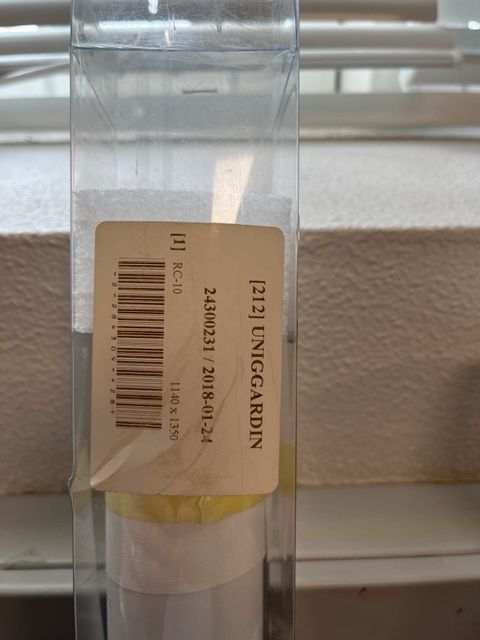 [212] UNIGGARDIN
24300231 / 2018-01-24
[1] RC-10 1140 x 1350